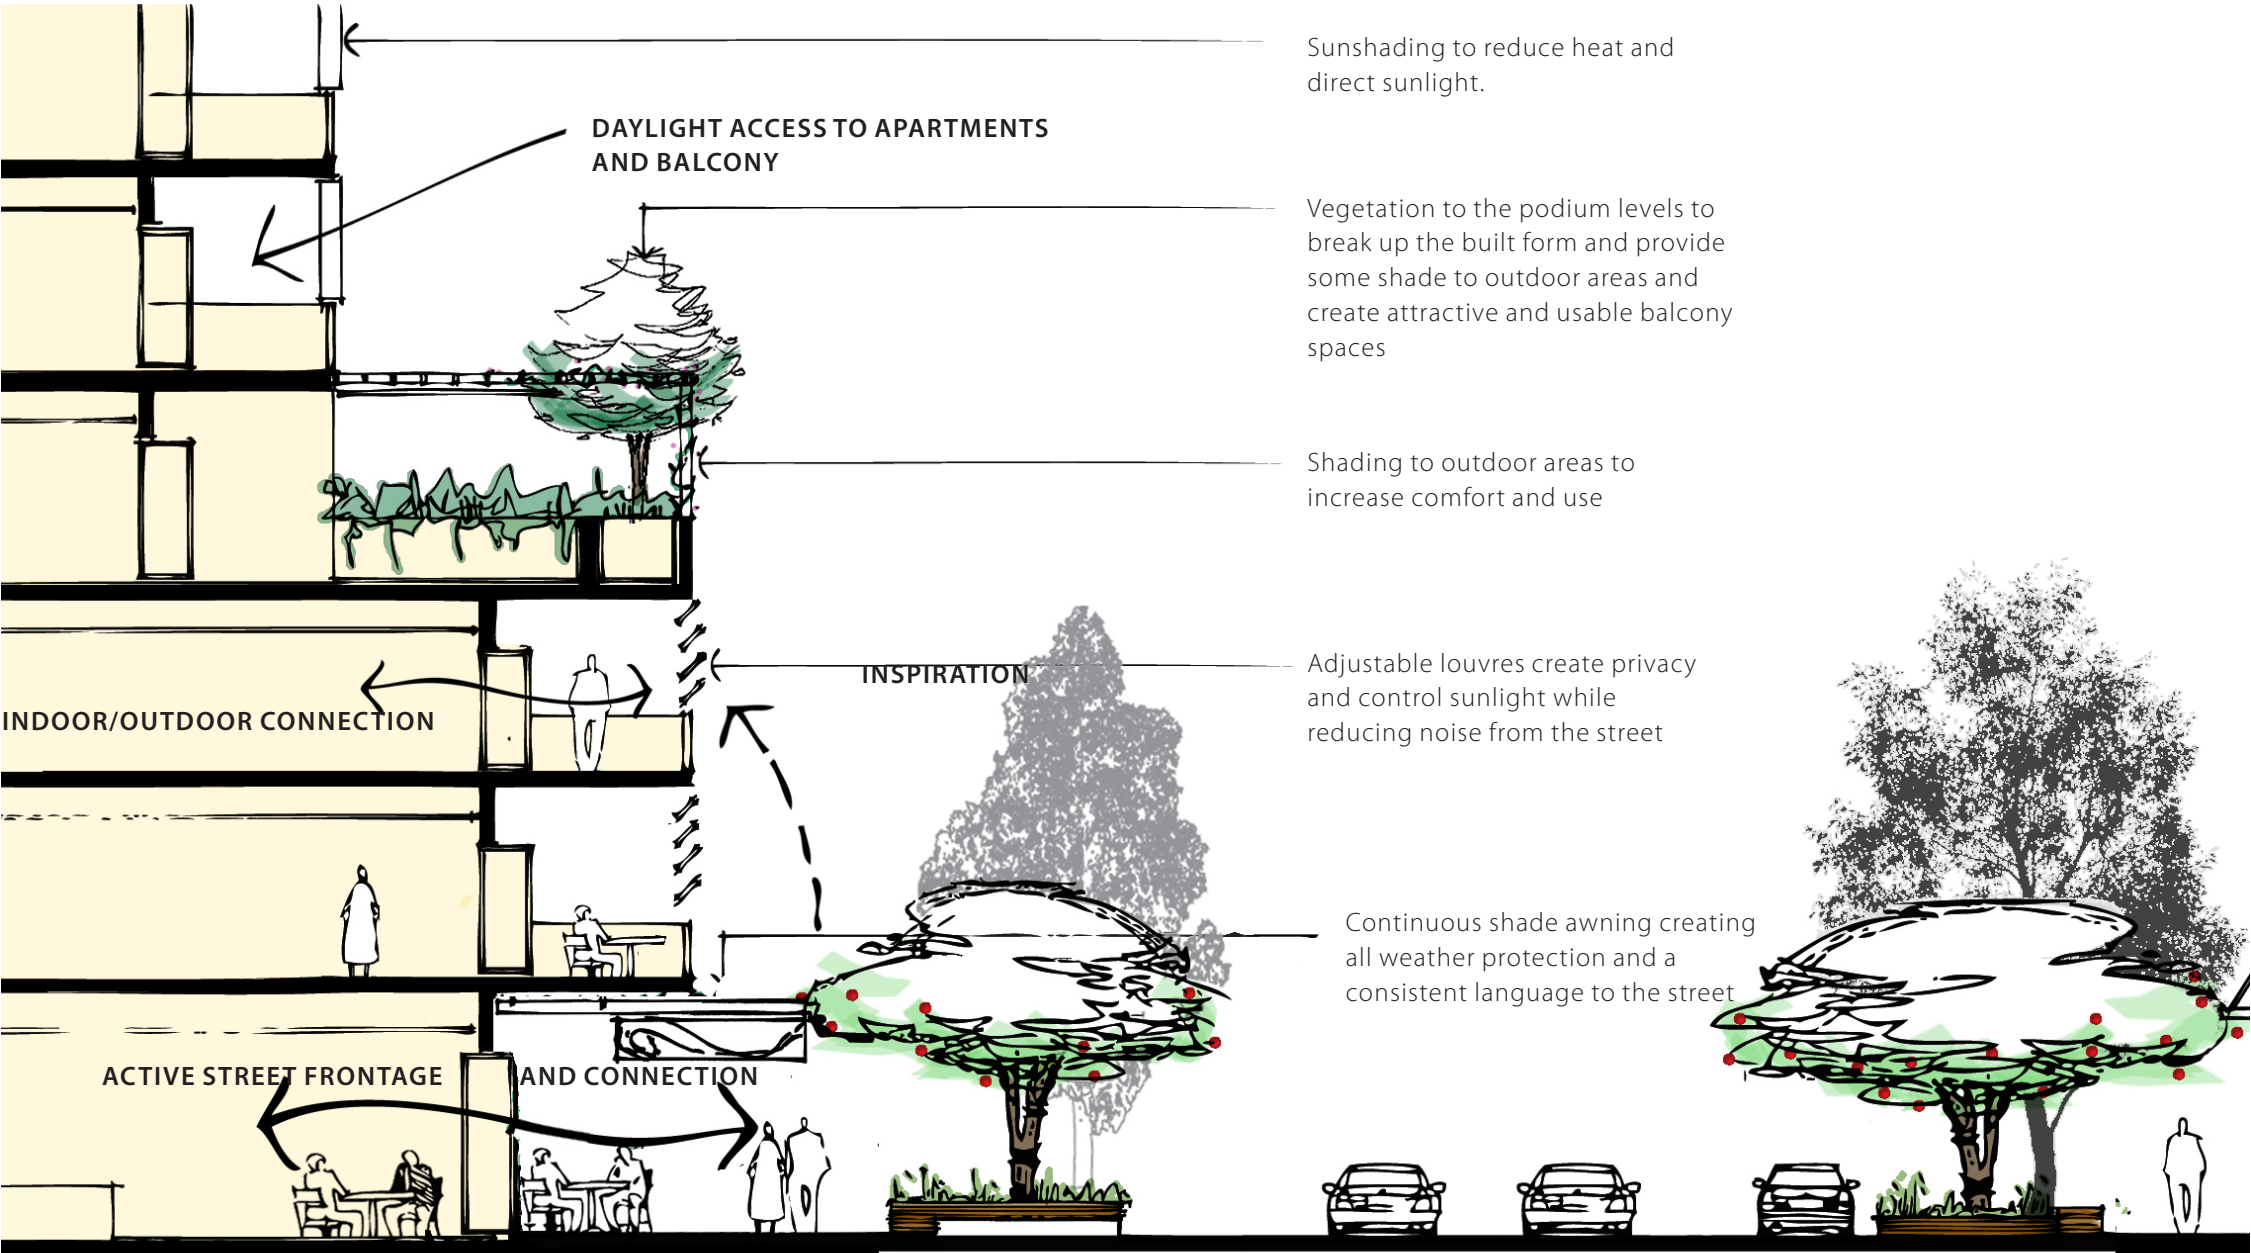 Sunshading to reduce heat and
direct sunlight.
DAYLIGHT ACCESS TO APARTMENTS
AND BALCONY
Vegetation to the podium levels to
break up the built form and provide
some shade to outdoor areas and
create attractive and usable balcony
spaces
Shading to outdoor areas to
increase comfort and use
INSPIRATION
Adjustable louvres create privacy
and control sunlight while
reducing noise from the street
INDOOR/OUTDOOR CONNECTION
Continuous shade awning creating
all weather protection and a
consistent language to the street
ACTIVE STREET FRONTAGE AND CONNECTION